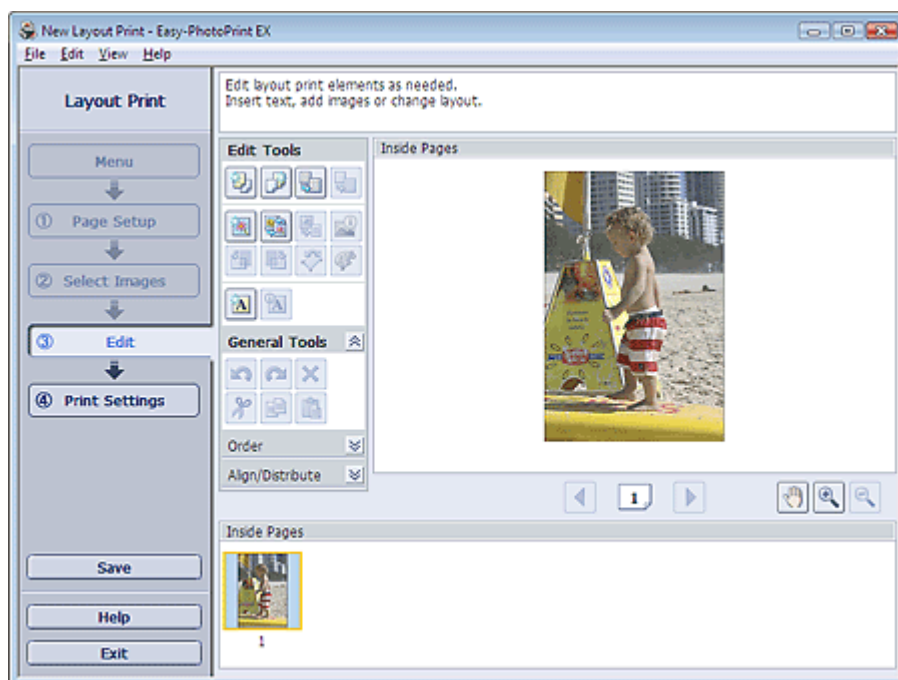 New Layout Print - Easy-PhotoPrint EX
File Edit View Help
Layout Print
Edit layout print elements as needed.
Insert text, add images or change layout.
Menu
① Page Setup
② Select Images
③ Edit
④ Print Settings
Edit Tools
A
A
General Tools
Order
Align/Distribute
Inside Pages
1
Inside Pages
1
Save
Help
Exit